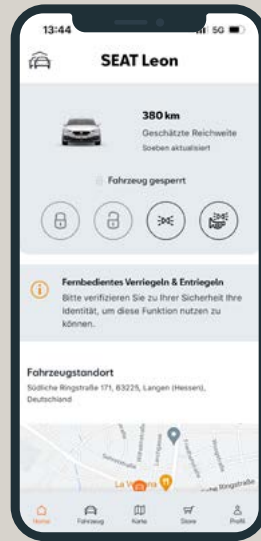 13:44
5G
SEAT Leon
380 km
Geschätzte Reichweite
Soeben aktualisiert
Fahrzeug gesperrt
Fernbedientes Verriegeln & Entriegeln
Bitte verifizieren Sie zu Ihrer Sicherheit Ihre
Identität, um diese Funktion nutzen zu
können.
Fahrzeugstandort
Südliche Ringstraße 171, 63225, Langen (Hessen),
Deutschland
Home
Fahrzeug
Karte
Store
Profil